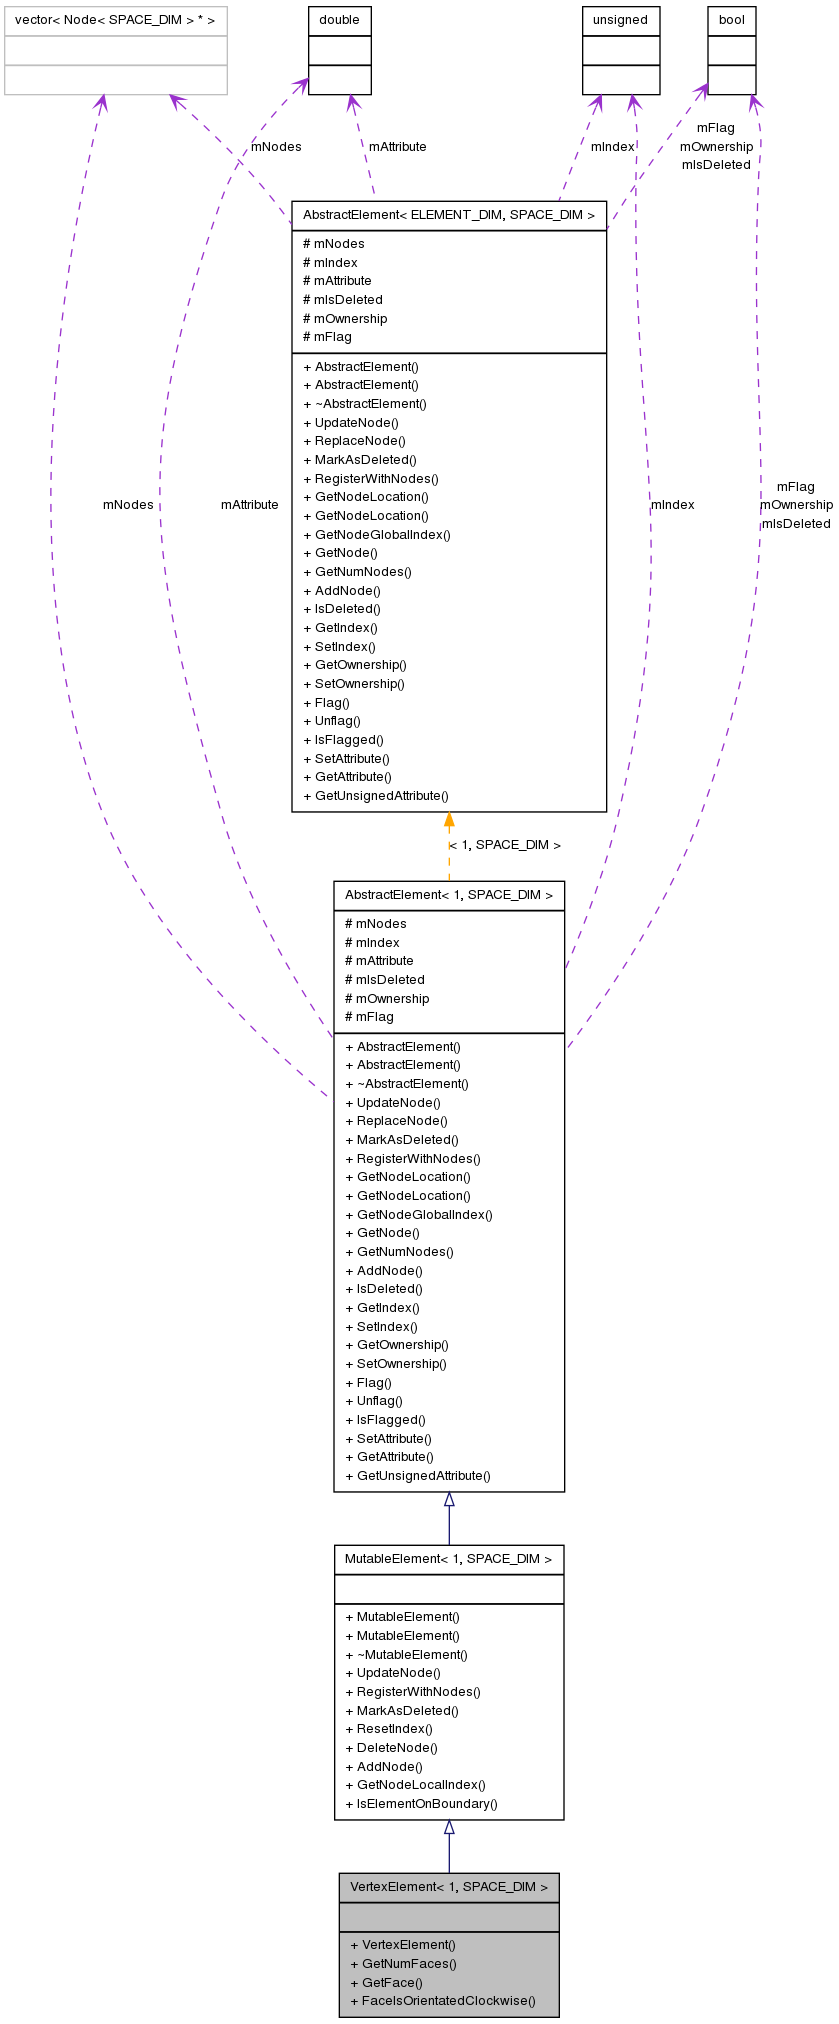 vector< Node< SPACE_DIM > * >
double
unsigned
bool
mNodes
mAttribute
mIndex
mFlag
mOwnership
mIsDeleted
AbstractElement< ELEMENT_DIM, SPACE_DIM >
# mNodes
# mIndex
# mAttribute
# mIsDeleted
# mOwnership
# mFlag
+ AbstractElement()
+ AbstractElement()
+ ~AbstractElement()
+ UpdateNode()
+ ReplaceNode()
+ MarkAsDeleted()
+ RegisterWithNodes()
+ GetNodeLocation()
+ GetNodeLocation()
+ GetNodeGlobalIndex()
+ GetNode()
+ GetNumNodes()
+ AddNode()
+ IsDeleted()
+ GetIndex()
+ SetIndex()
+ GetOwnership()
+ SetOwnership()
+ Flag()
+ Unflag()
+ IsFlagged()
+ SetAttribute()
+ GetAttribute()
+ GetUnsignedAttribute()
mNodes
mAttribute
mIndex
mFlag
mOwnership
mIsDeleted
< 1, SPACE_DIM >
AbstractElement< 1, SPACE_DIM >
# mNodes
# mIndex
# mAttribute
# mIsDeleted
# mOwnership
# mFlag
+ AbstractElement()
+ AbstractElement()
+ ~AbstractElement()
+ UpdateNode()
+ ReplaceNode()
+ MarkAsDeleted()
+ RegisterWithNodes()
+ GetNodeLocation()
+ GetNodeLocation()
+ GetNodeGlobalIndex()
+ GetNode()
+ GetNumNodes()
+ AddNode()
+ IsDeleted()
+ GetIndex()
+ SetIndex()
+ GetOwnership()
+ SetOwnership()
+ Flag()
+ Unflag()
+ IsFlagged()
+ SetAttribute()
+ GetAttribute()
+ GetUnsignedAttribute()
MutableElement< 1, SPACE_DIM >
+ MutableElement()
+ MutableElement()
+ ~MutableElement()
+ UpdateNode()
+ RegisterWithNodes()
+ MarkAsDeleted()
+ ResetIndex()
+ DeleteNode()
+ AddNode()
+ GetNodeLocalIndex()
+ IsElementOnBoundary()
VertexElement< 1, SPACE_DIM >
+ VertexElement()
+ GetNumFaces()
+ GetFace()
+ FaceIsOrientatedClockwise()